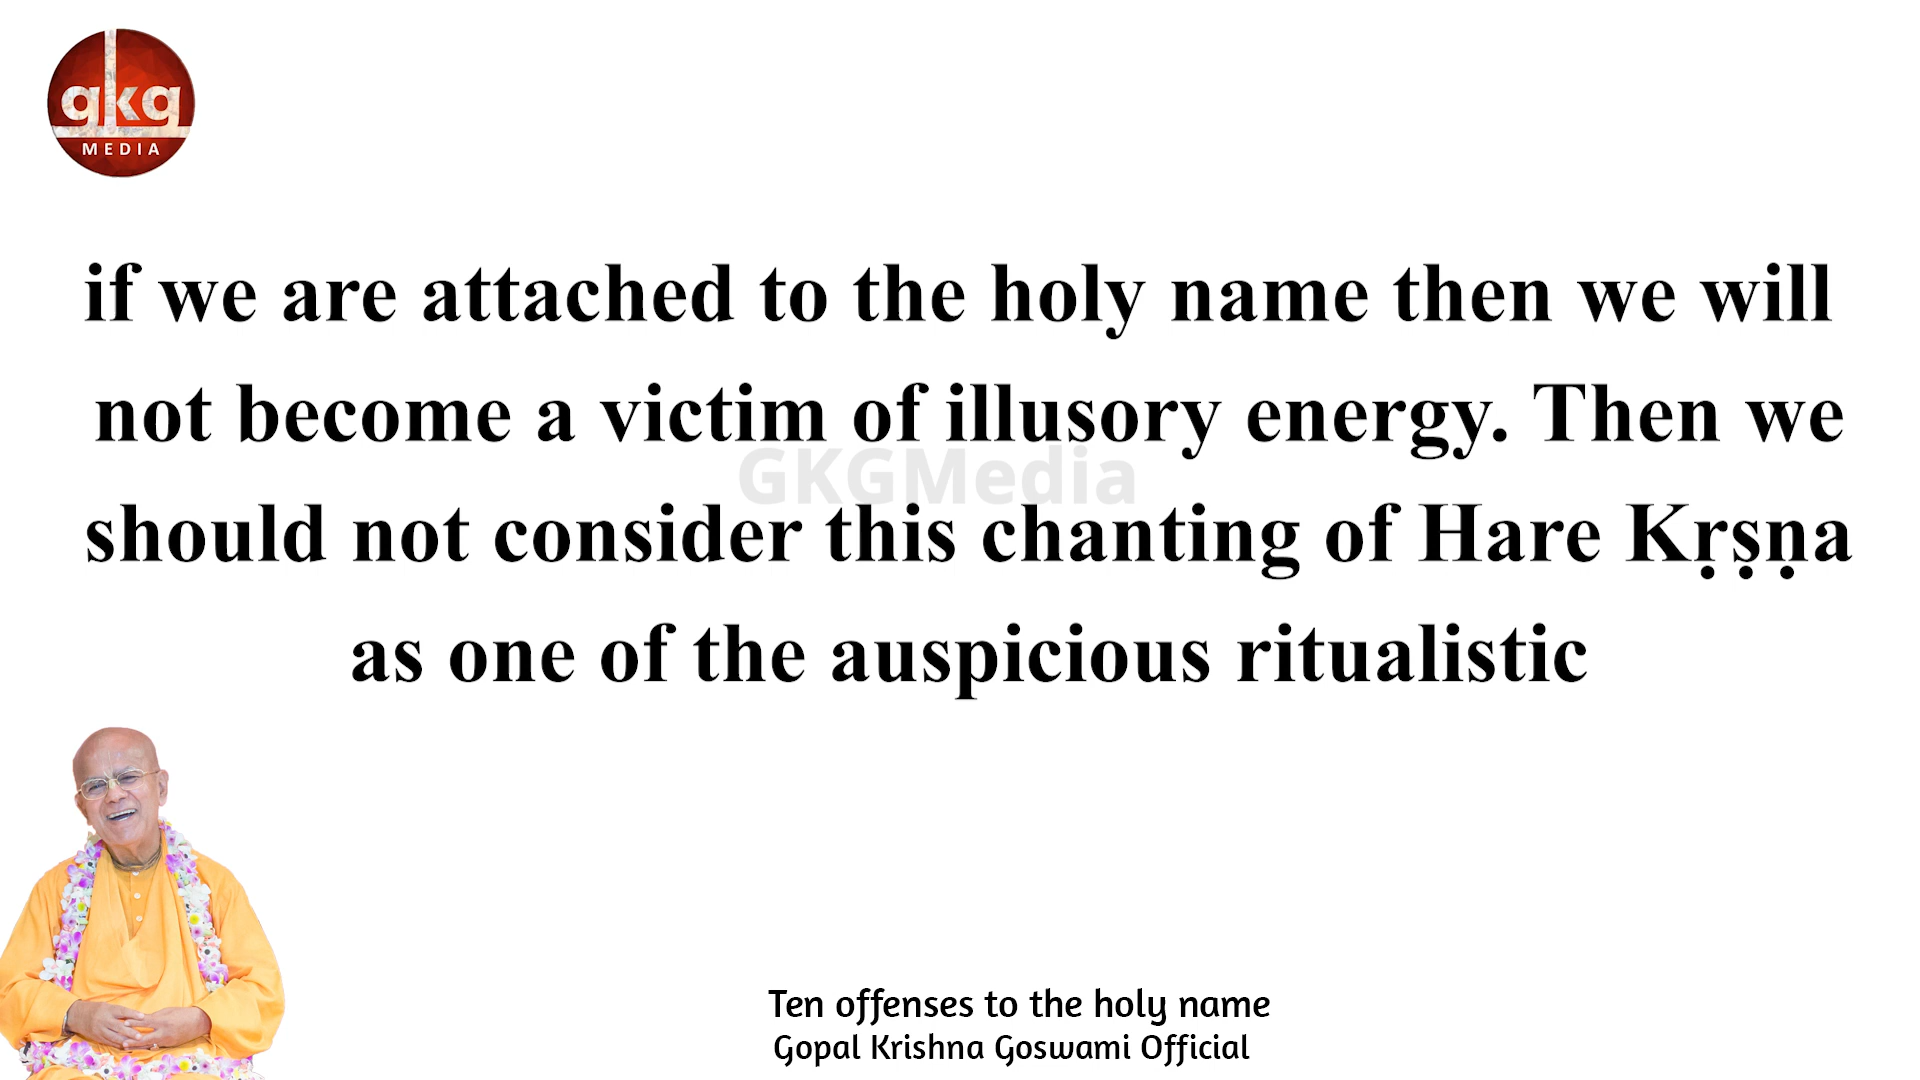 gkg
MEDIA
if we are attached to the holy name then we will
not become a victim of illusory energy. Then we
GKGMedia
should not consider this chanting of Hare Kṛṣṇa
as one of the auspicious ritualistic
Ten offenses to the holy name
Gopal Krishna Goswami Official